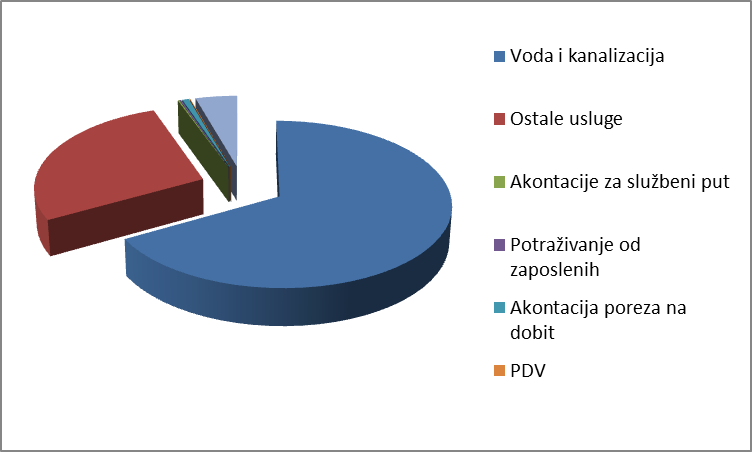 Voda i kanalizacija
Ostale usluge
Akontacije za službeni put
Potraživanje od
zaposlenih
Akontacija poreza na
dobit
PDV